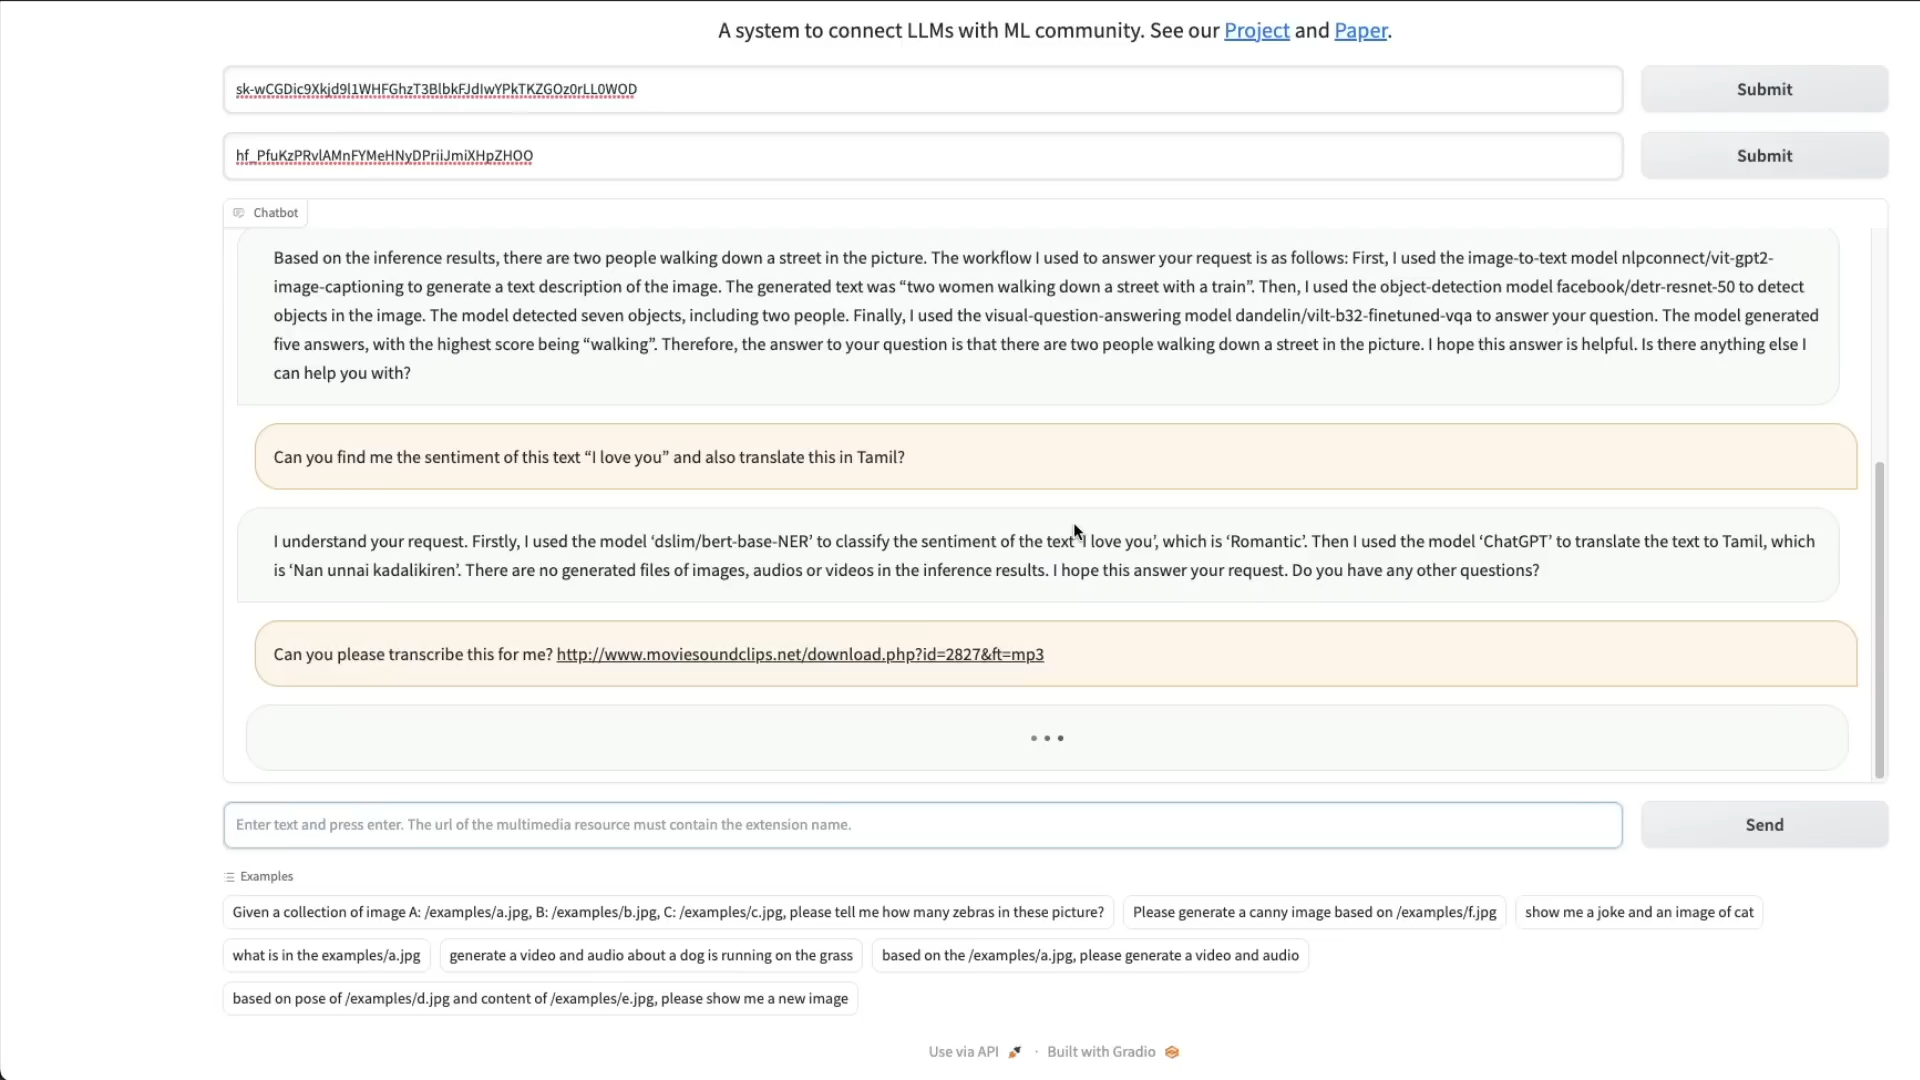 A system to connect LLMs with ML community. See our Project and Paper.
Submit
Submit
Chatbot
Based on the inference results, there are two people walking down a street in the picture. The workflow I used to answer your request is as follows: First, I used the image-to-text model nlpconnect/vit-gpt2-
image-captioning to generate a text description of the image. The generated text was “two women walking down a street with a train”. Then, I used the object-detection model facebook/detr-resnet-50 to detect
objects in the image. The model detected seven objects, including two people. Finally, I used the visual-question-answering model dandelin/vilt-b32-finetuned-vqa to answer your question. The model generated
five answers, with the highest score being “walking”. Therefore, the answer to your question is that there are two people walking down a street in the picture. I hope this answer is helpful. Is there anything else I
can help you with?
Can you find me the sentiment of this text “I love you” and also translate this in Tamil?
I understand your request. Firstly, I used the model ‘dslim/bert-base-NER’ to classify the sentiment of the text ‘I love you’, which is ‘Romantic’. Then I used the model ‘ChatGPT’ to translate the text to Tamil, which
is ‘Nan unnai kadalikiren’. There are no generated files of images, audios or videos in the inference results. I hope this answer your request. Do you have any other questions?
Can you please transcribe this for me? http://www.moviesoundclips.net/download.php?id=2827&ft=mp3
Enter text and press enter. The url of the multimedia resource must contain the extension name.
Send
Examples
Given a collection of image A: /examples/a.jpg, B: /examples/b.jpg, C: /examples/c.jpg, please tell me how many zebras in these picture?
Please generate a canny image based on /examples/f.jpg
show me a joke and an image of cat
what is in the examples/a.jpg
generate a video and audio about a dog is running on the grass
based on the /examples/a.jpg, please generate a video and audio
based on pose of /examples/d.jpg and content of /examples/e.jpg, please show me a new image
Use via API · Built with Gradio